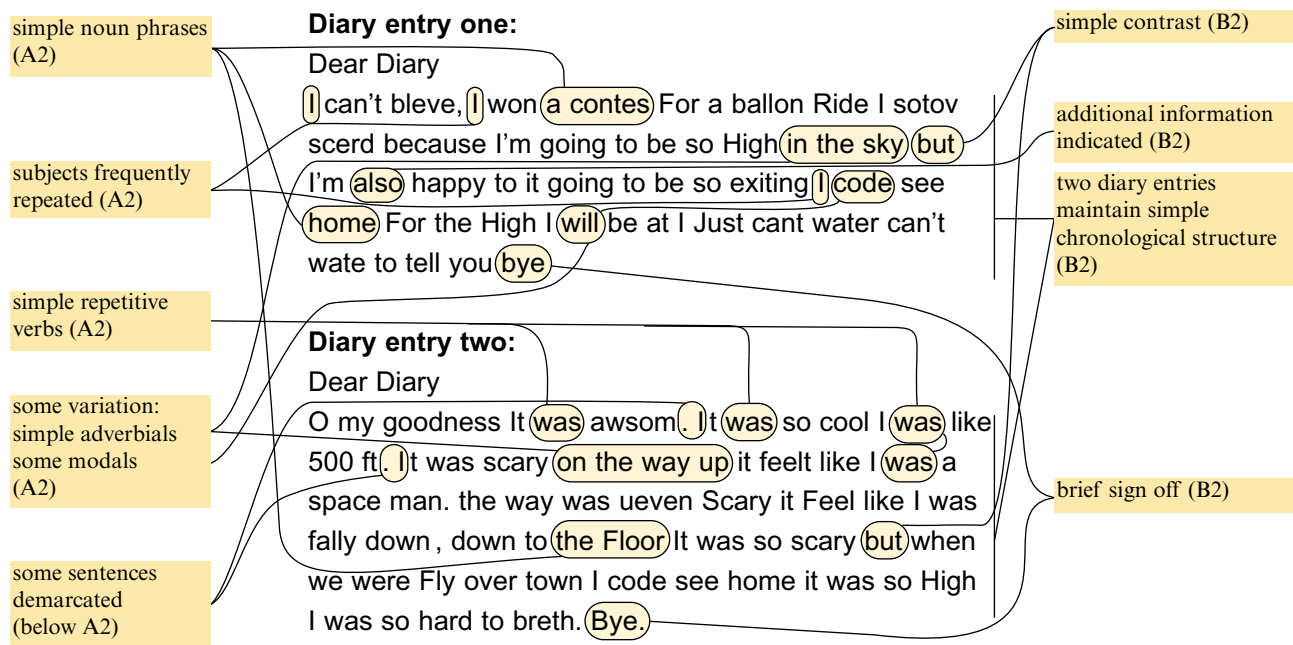 simple noun phrases
(A2)
subjects frequently
repeated (A2)
simple repetitive
verbs (A2)
some variation:
simple adverbials
some modals
(A2)
some sentences
demarcated
(below A2)
Diary entry one:
Dear Diary
I can't bleve, I won a contes For a ballon Ride I sotov
scerd because I'm going to be so High in the sky but
I'm also happy to it going to be so exiting I code see
home For the High I will be at I Just cant water can't
wate to tell you bye
Diary entry two:
Dear Diary
O my goodness It was awsom. It was so cool I was like
500 ft. It was scary on the way up it feelt like I was a
space man. the way was ueven Scary it Feel like I was
fally down, down to the Floor It was so scary but when
we were Fly over town I code see home it was so High
I was so hard to breth. Bye.
simple contrast (B2)
additional information
indicated (B2)
two diary entries
maintain simple
chronological structure
(B2)
brief sign off (B2)